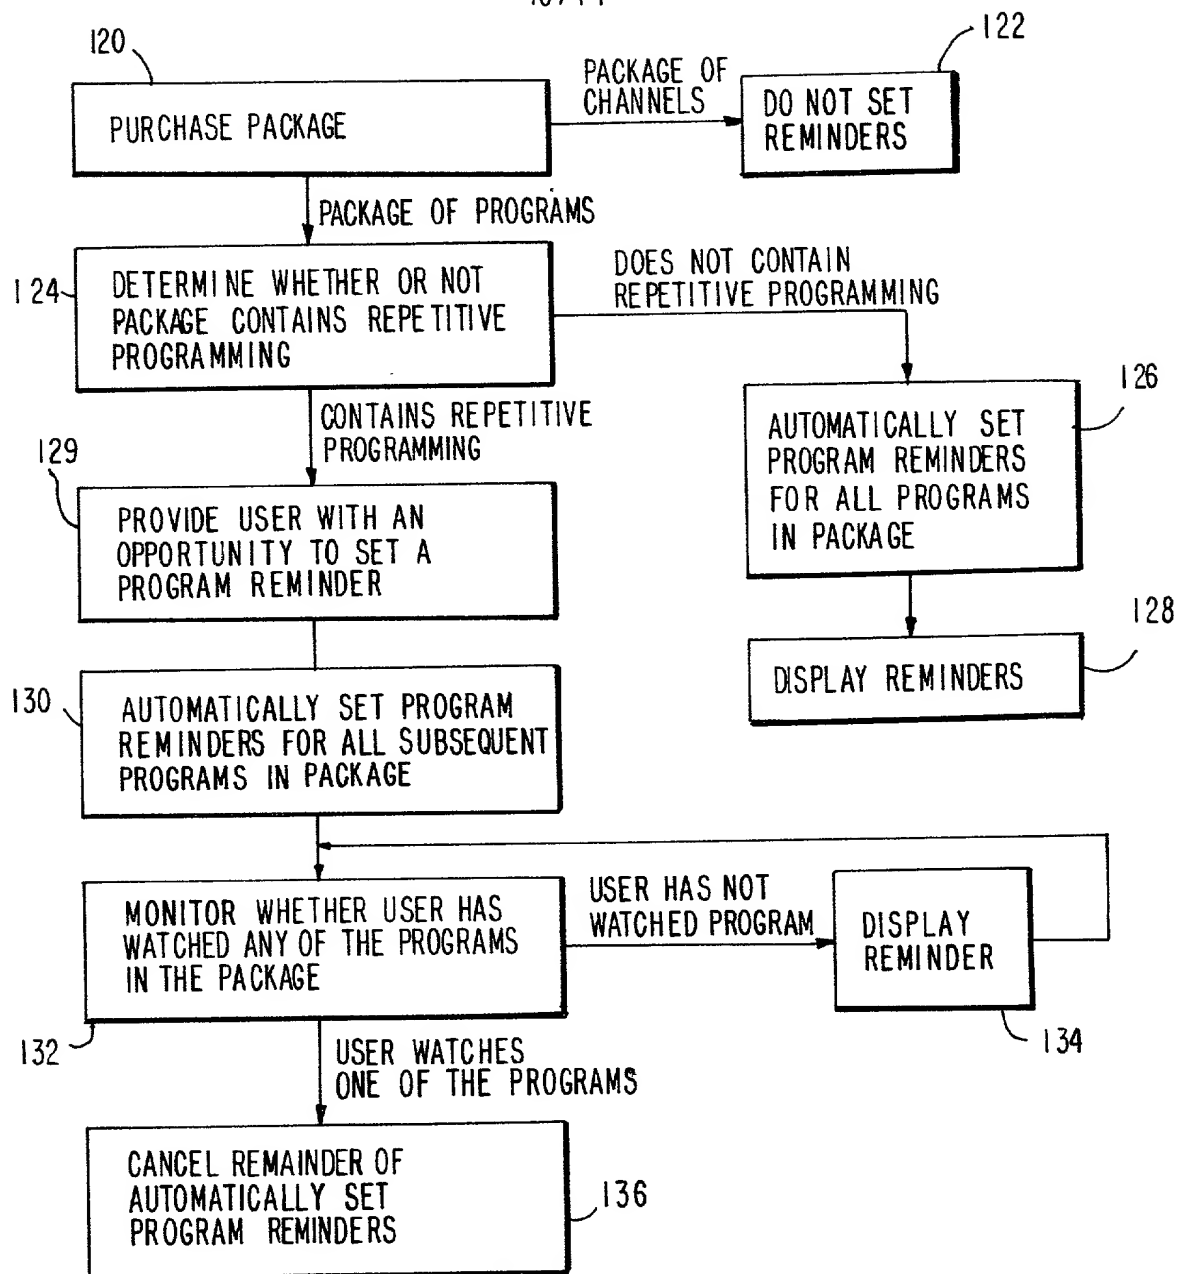 120
122
PURCHASE PACKAGE
PACKAGE OF
CHANNELS
DO NOT SET
REMINDERS
PACKAGE OF PROGRAMS
124
DETERMINE WHETHER OR NOT
PACKAGE CONTAINS REPETITIVE
PROGRAMMING
DOES NOT CONTAIN
REPETITIVE PROGRAMMING
126
AUTOMATICALLY SET
PROGRAM REMINDERS
FOR ALL PROGRAMS
IN PACKAGE
CONTAINS REPETITIVE
PROGRAMMING
129
PROVIDE USER WITH AN
OPPORTUNITY TO SET A
PROGRAM REMINDER
128
DISPLAY REMINDERS
130
AUTOMATICALLY SET PROGRAM
REMINDERS FOR ALL SUBSEQUENT
PROGRAMS IN PACKAGE
MONITOR WHETHER USER HAS
WATCHED ANY OF THE PROGRAMS
IN THE PACKAGE
132
USER HAS NOT
WATCHED PROGRAM
DISPLAY
REMINDER
134
USER WATCHES
ONE OF THE PROGRAMS
CANCEL REMAINDER OF
AUTOMATICALLY SET
PROGRAM REMINDERS
136